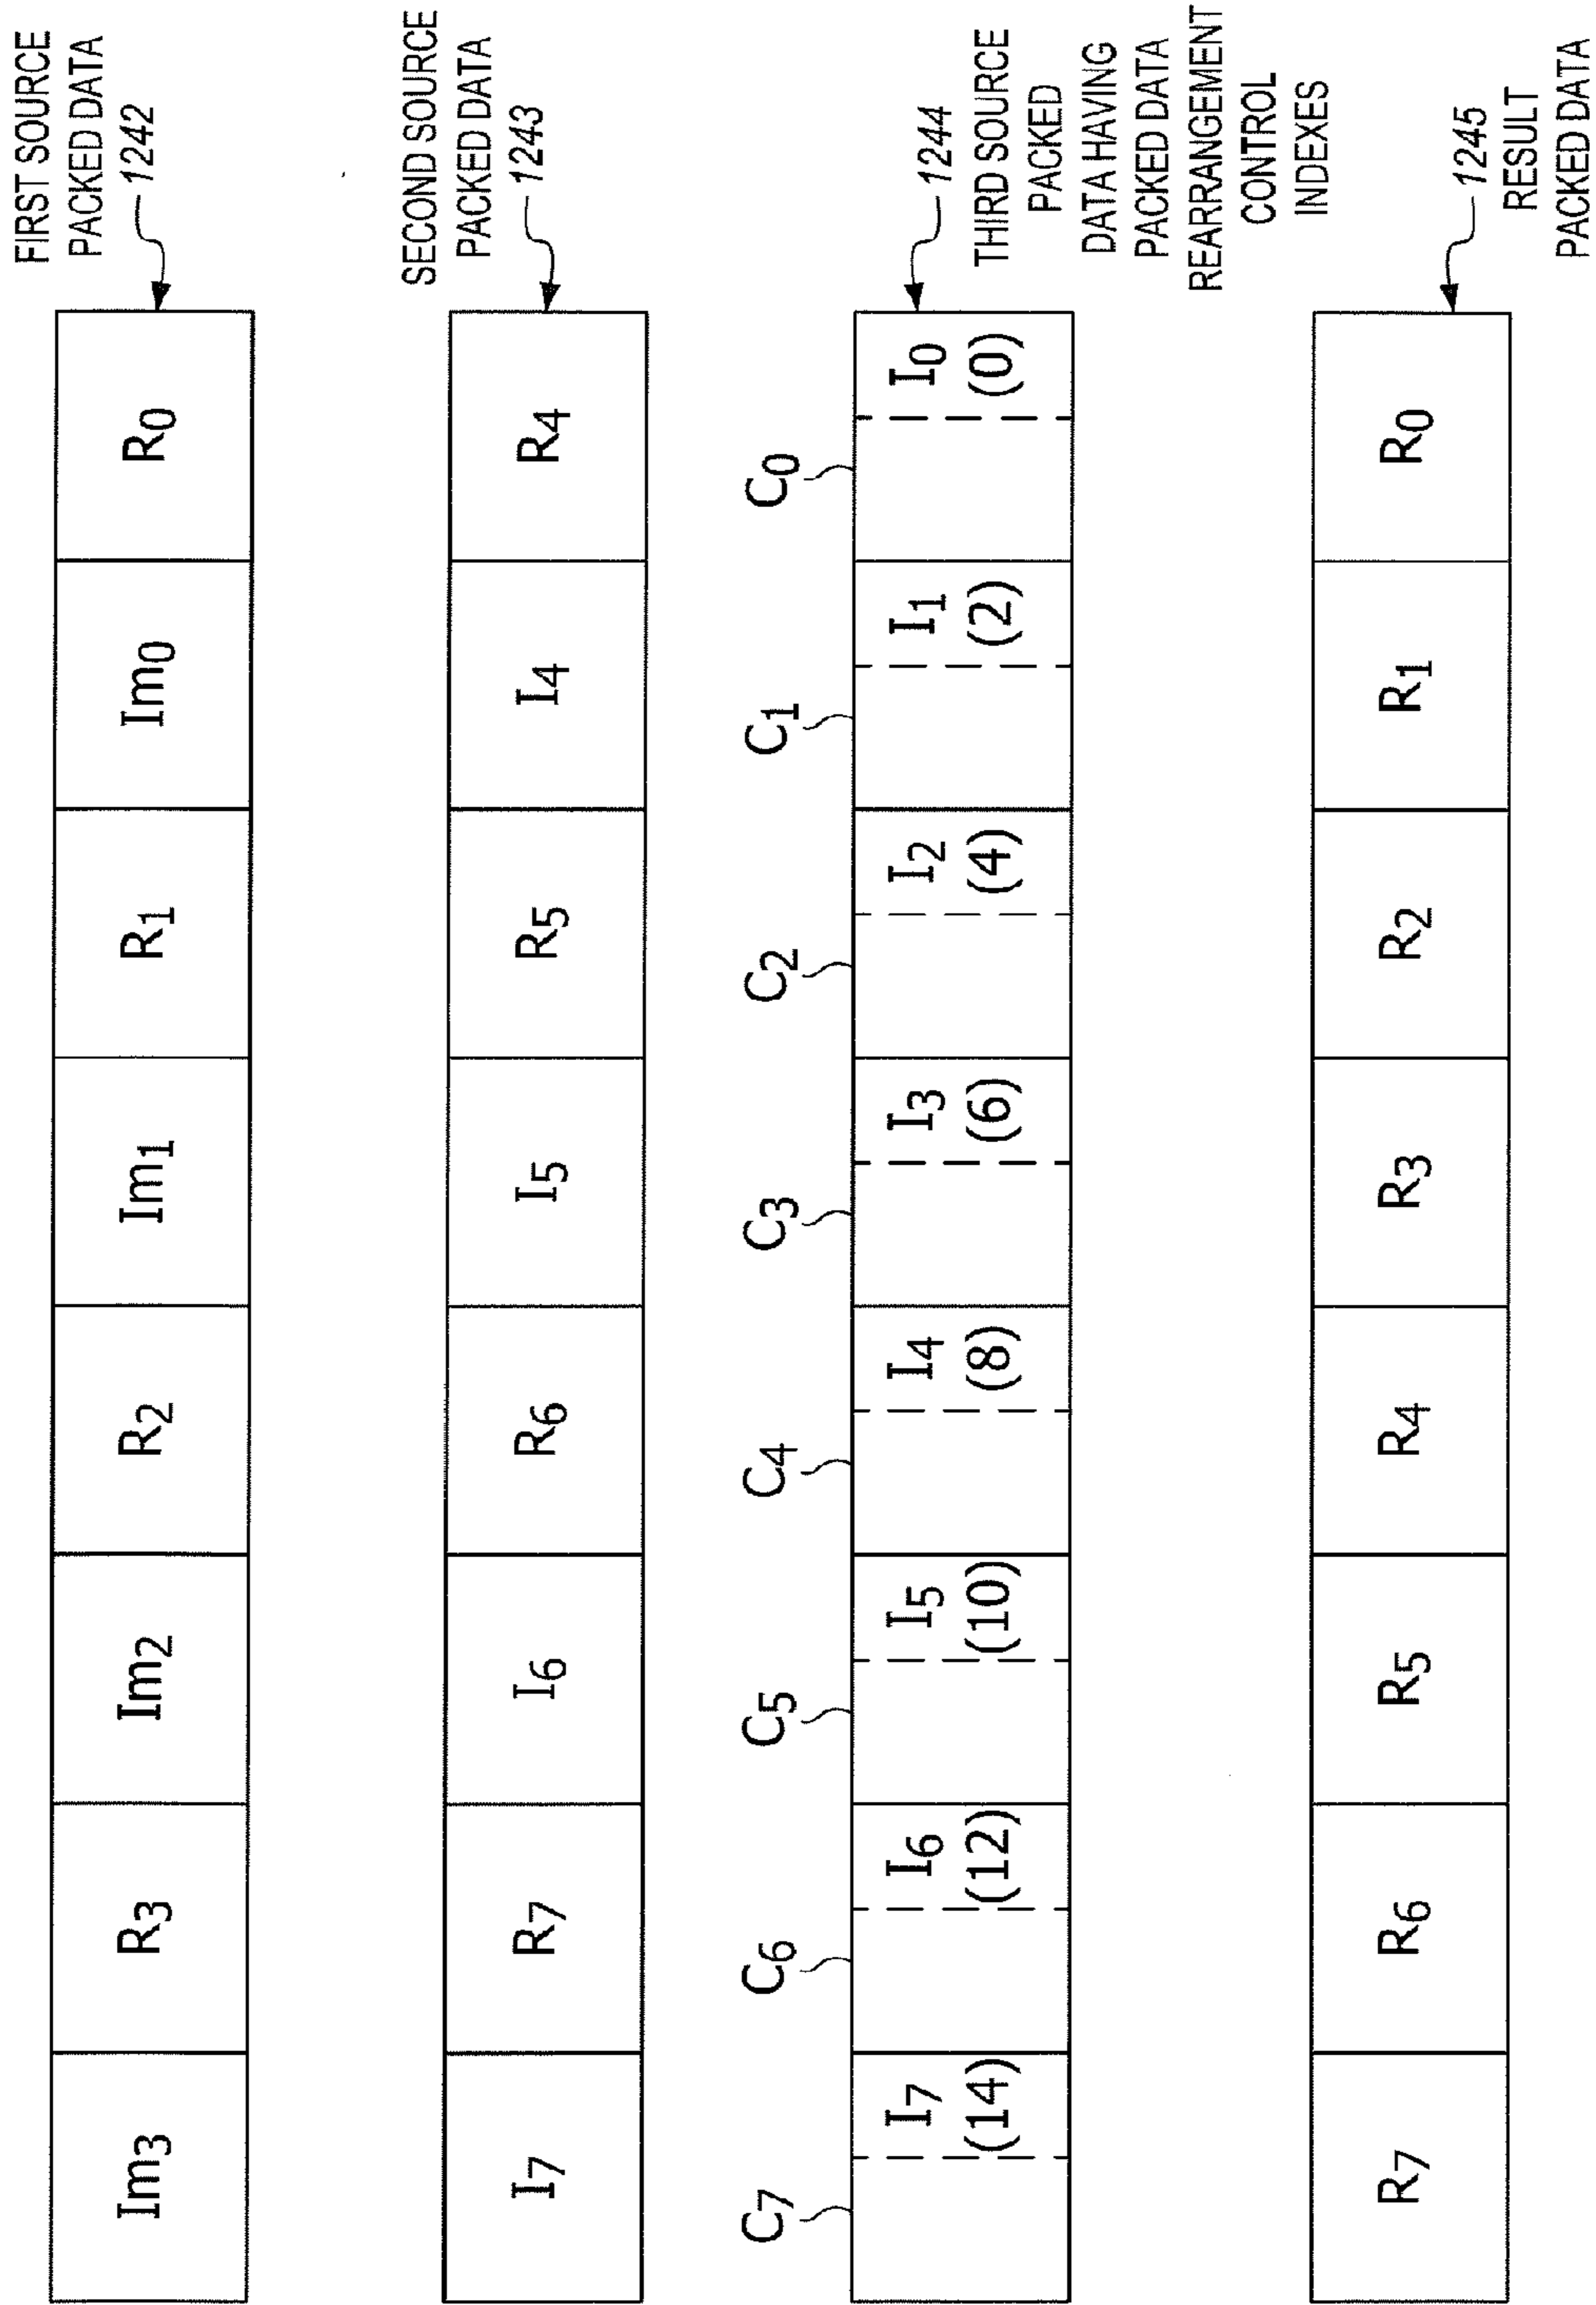 FIRST SOURCE
PACKED DATA
1242
Im3 R3 Im2 R2 Im1 R1 Im0 R0
SECOND SOURCE
PACKED DATA
1243
I7 R7 I6 R6 I5 R5 I4 R4
C7 C6 C5 C4 C3 C2 C1 C0
I7 I6 I5 I4 I3 I2 I1 I0
(14) (12) (10) (8) (6) (4) (2) (0)
1244
THIRD SOURCE
PACKED
DATA HAVING
PACKED DATA
REARRANGEMENT
CONTROL
INDEXES
R7 R6 R5 R4 R3 R2 R1 R0
1245
RESULT
PACKED DATA